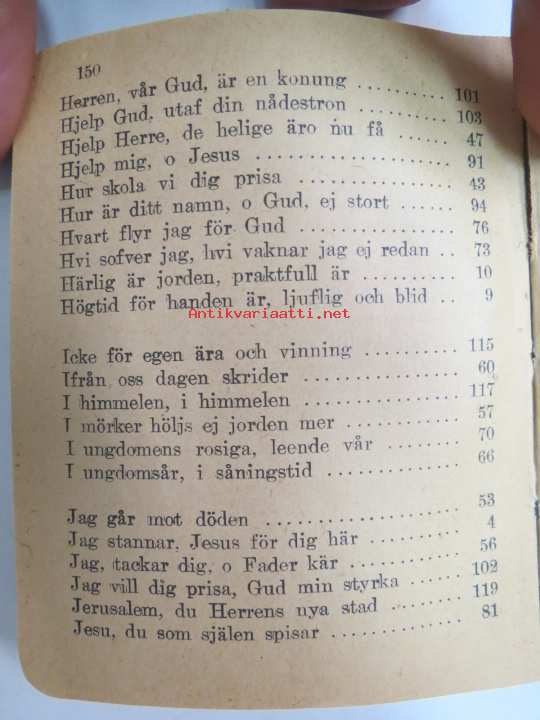 150
Herren, vår Gud, är en konung ......... 101
Hjelp Gud, utaf din nådestron ......... 103
Hjelp Herre, de helige äro nu få ...... 47
Hjelp mig, o Jesus .................... 91
Hur skola vi dig prisa ................ 43
Hur är ditt namn, o Gud, ej stort ..... 94
Hvart flyr jag för Gud ................ 76
Hvi sofver jag, hvi vaknar jag ej redan .. 73
Härlig är jorden, praktfull är .......... 10
Högtid för handen är, ljuflig och blid .. 9
Antikvariaatti.net
Icke för egen ära och vinning .......... 115
Ifrån oss dagen skrider ................ 60
I himmelen, i himmelen ................. 117
I mörker höljs ej jorden mer ........... 57
I ungdomens rosiga, leende vår ......... 70
I ungdomsår, i såningstid .............. 66
Jag går mot döden ...................... 53
Jag stannar, Jesus för dig här ......... 4
Jag, tackar dig, o Fader kär ........... 56
Jag vill dig prisa, Gud min styrka ..... 102
Jerusalem, du Herrens nya stad ......... 119
Jesu, du som själen spisar ............. 81